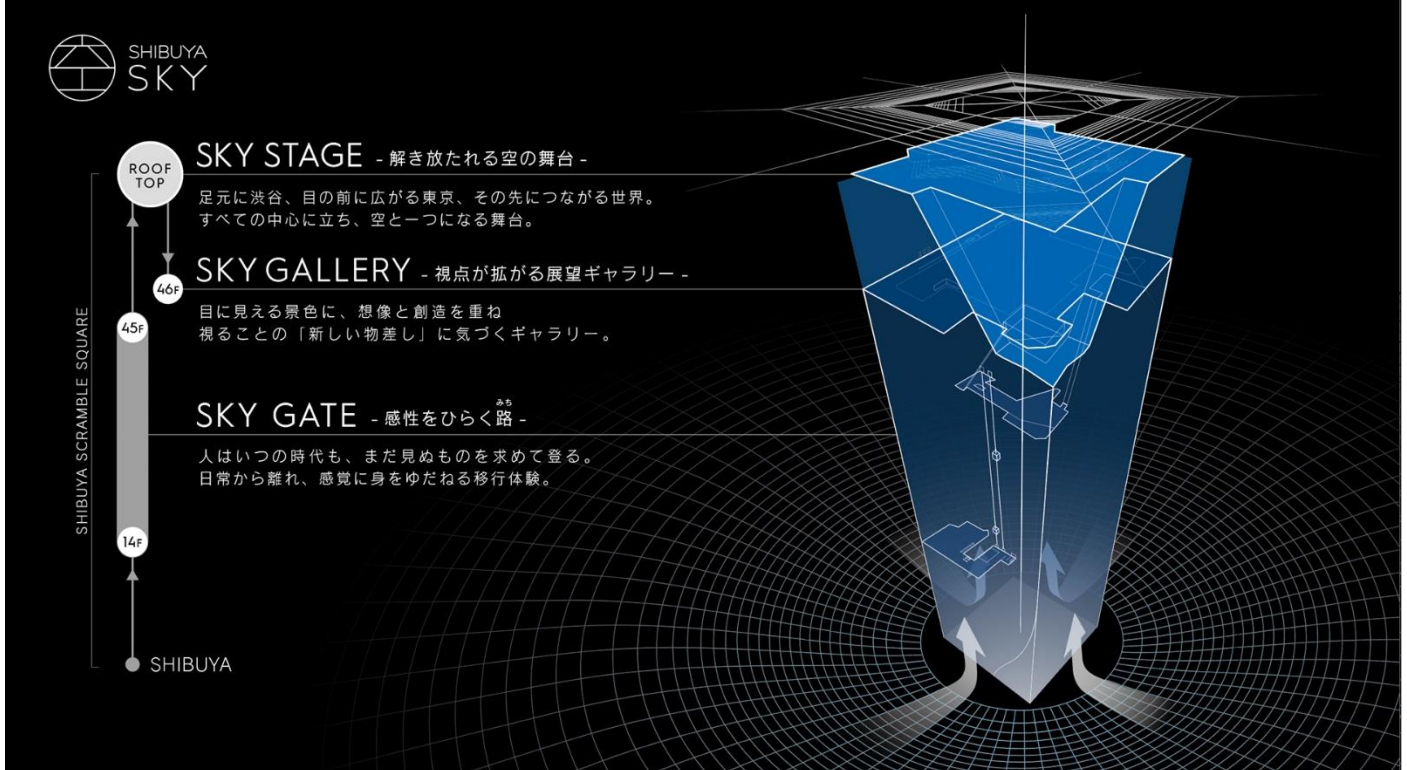 SHIBUYA
SKY
ROOF
TOP
SKY STAGE - 解き放たれる空の舞台 -
足元に渋谷、目の前に広がる東京、その先につながる世界。
すべての中心に立ち、空と一つになる舞台。
46F
SKY GALLERY - 視点が拡がる展望ギャラリー -
目に見える景色に、想像と創造を重ね
視ることの「新しい物差し」に気づくギャラリー。
45F
SHIBUYA SCRAMBLE SQUARE
みち
SKY GATE - 感性をひらく路 -
人はいつの時代も、まだ見ぬものを求めて登る。
日常から離れ、感覚に身をゆだねる移行体験。
14F
SHIBUYA